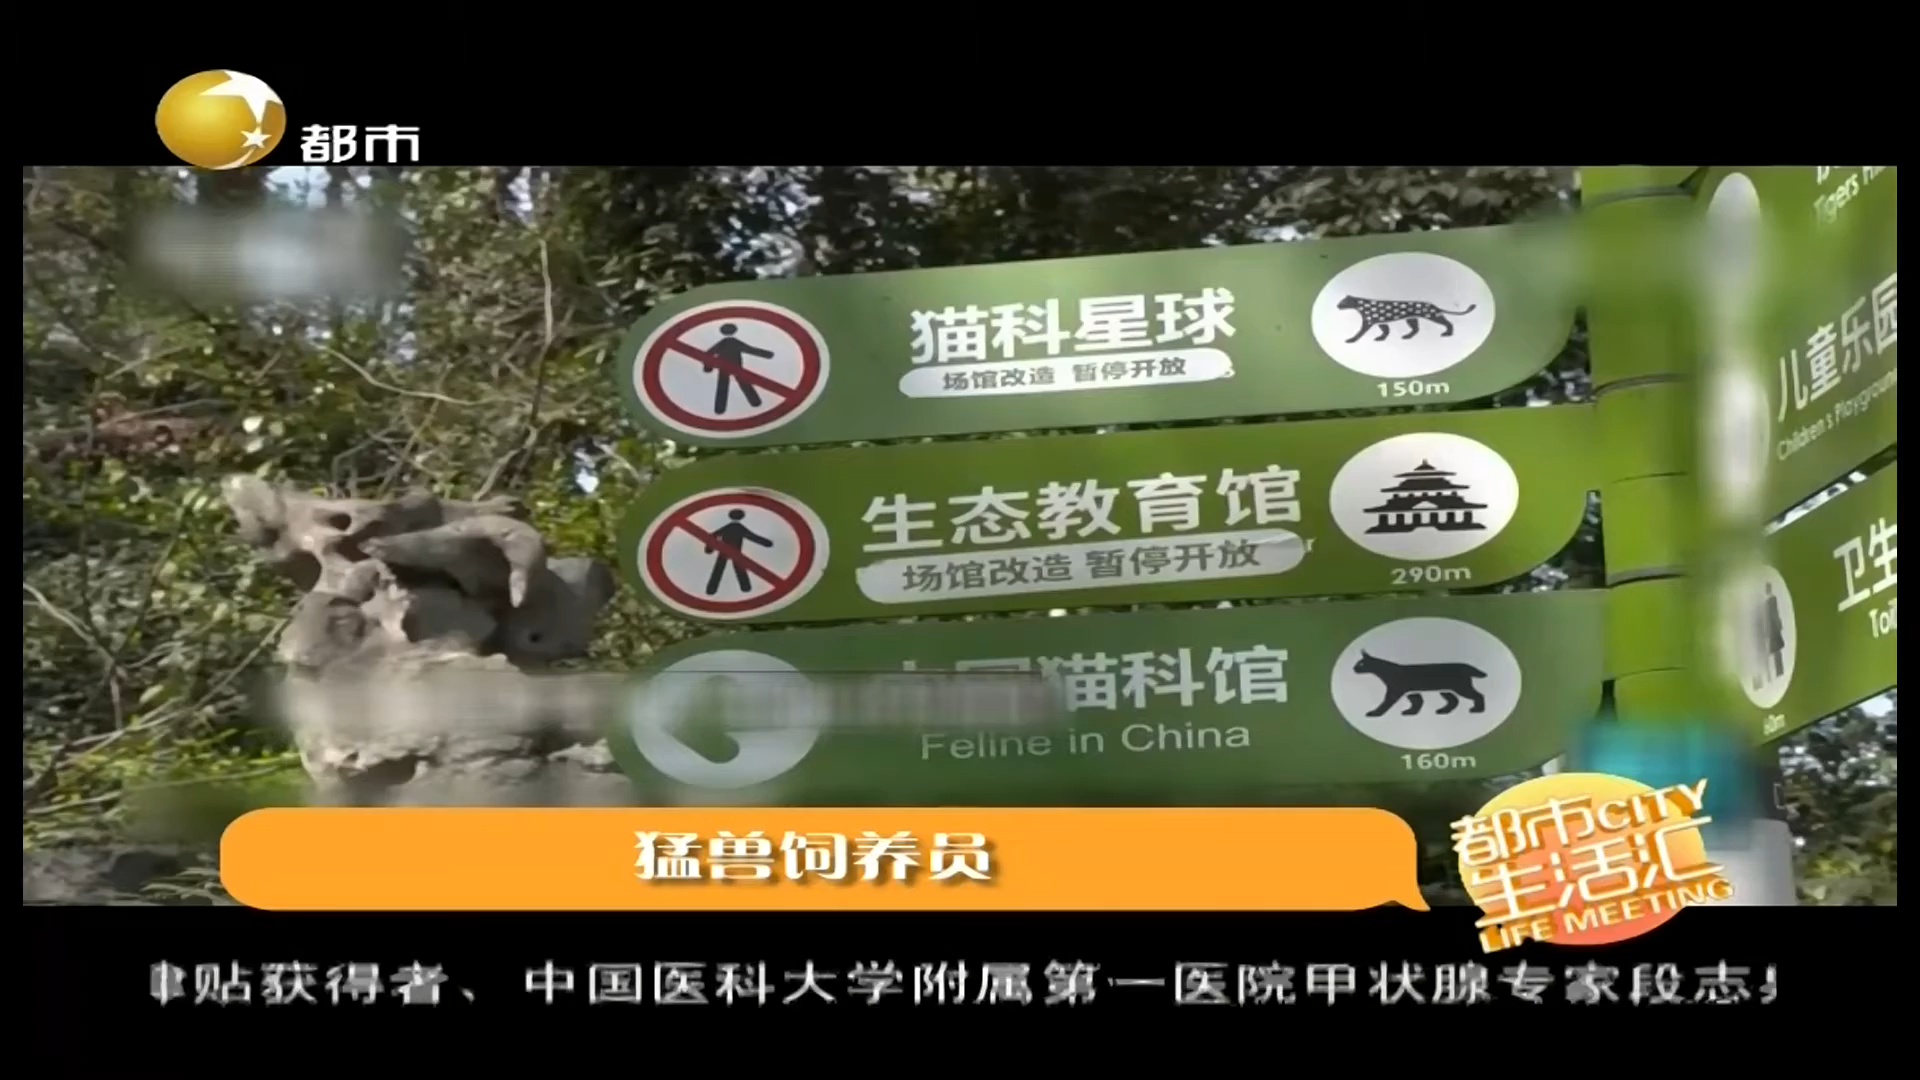 都市
猫科星球
场馆改造 暂停开放
150m
生态教育馆
场馆改造 暂停开放
290m
猫科馆
Feline in China
160m
Tigers
儿童乐园
Children's Playground
卫生
60m
猛兽饲养员
都市CITY
生活汇
LIFE MEETING
贴获得者、中国医科大学附属第一医院甲状腺专家段志